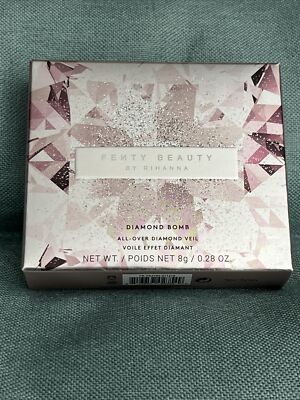 FENTY BEAUTY
BY RIHANNA
DIAMOND BOMB
ALL-OVER DIAMOND VEIL
VOILE EFFET DIAMANT
NET WT. / POIDS NET 8g / 0.28 OZ.